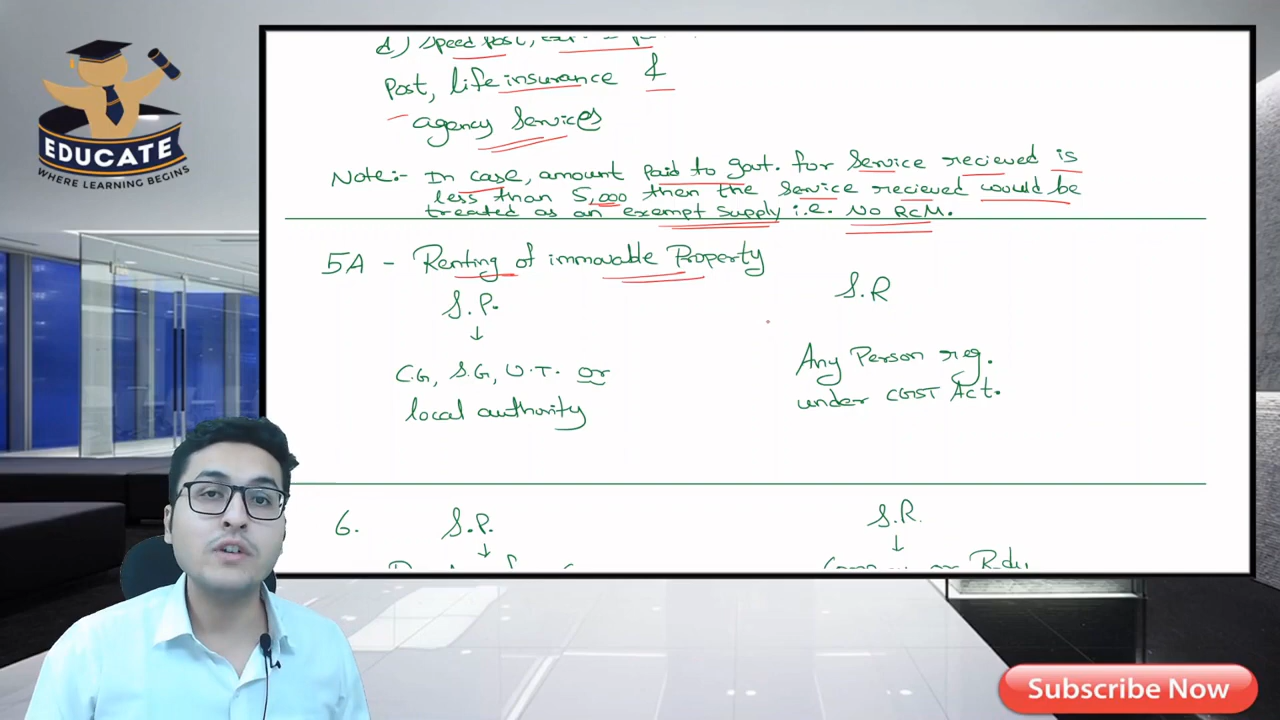 d) Speed Post,
Post, life insurance &
agency Services
Note:- In case, amount paid to govt. for Service recieved is
less than 5,000 then the Service recieved would be
treated as an exempt supply i.e. No RCM.
5A - Renting of immovable Property
S.P.
S.R
C.G, S.G, U.T. or
local authority
Any Person reg.
under CGST Act.
6.
S.P.
S.R.
EDUCATE
WHERE LEARNING BEGINS
Subscribe Now